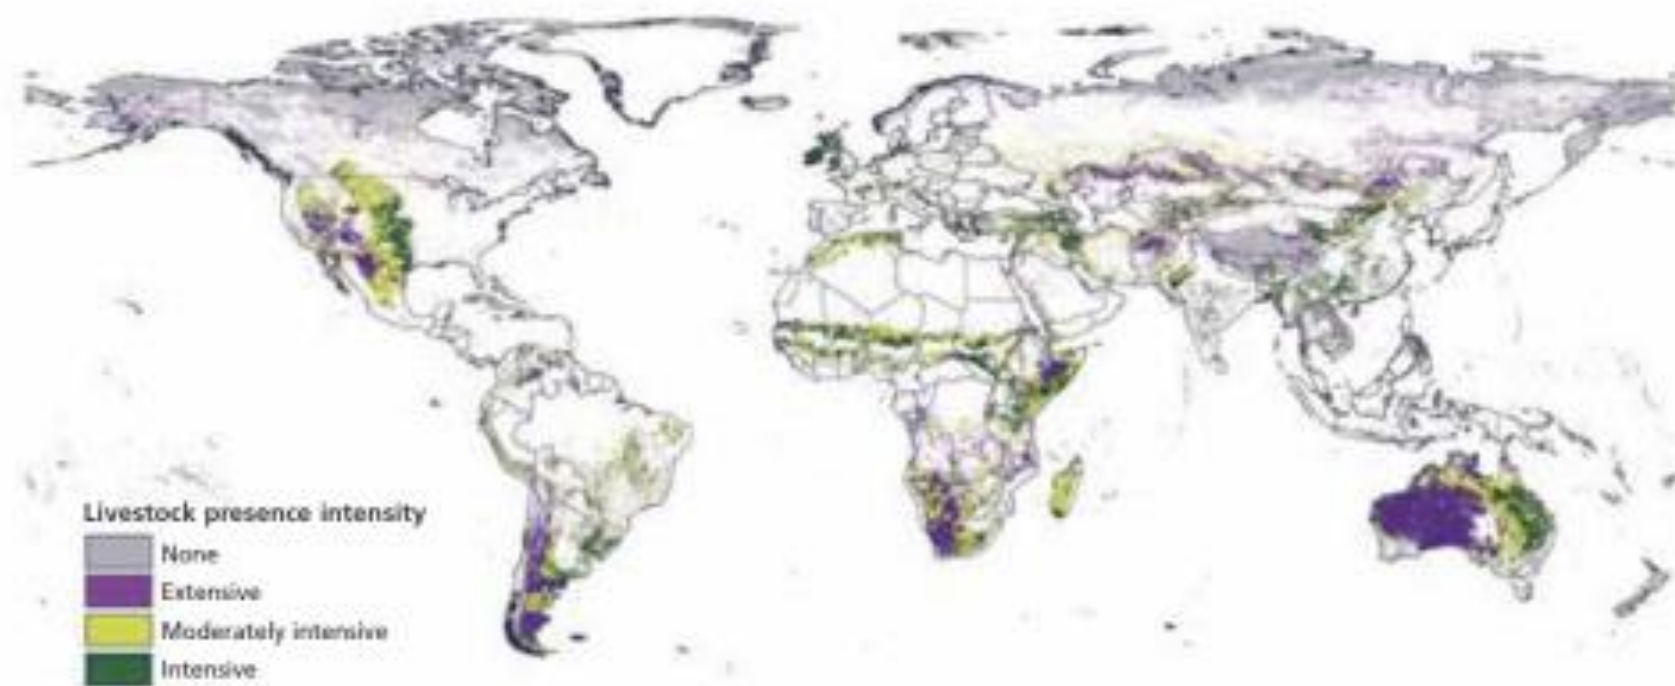 Livestock presence intensity
None
Extensive
Moderately intensive
Intensive